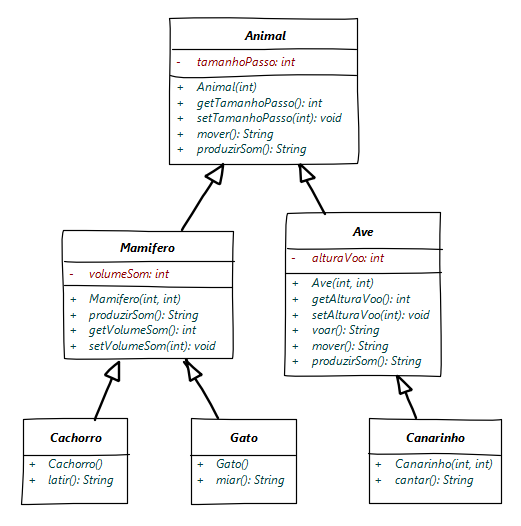 Animal
- tamanhoPasso: int
+ Animal(int)
+ getTamanhoPasso(): int
+ setTamanhoPasso(int): void
+ mover(): String
+ produzirSom(): String
Mamifero
- volumeSom: int
+ Mamifero(int, int)
+ produzirSom(): String
+ getVolumeSom(): int
+ setVolumeSom(int): void
Ave
- alturaVoo: int
+ Ave(int, int)
+ getAlturaVoo(): int
+ setAlturaVoo(int): void
+ voar(): String
+ mover(): String
+ produzirSom(): String
Cachorro
+ Cachorro()
+ latir(): String
Gato
+ Gato()
+ miar(): String
Canarinho
+ Canarinho(int, int)
+ cantar(): String